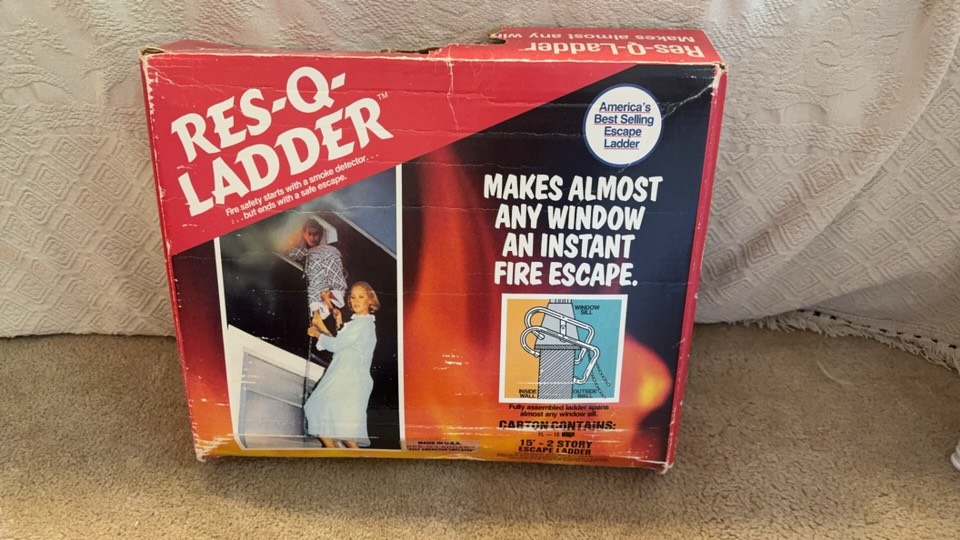 Res-Q-Ladder
Makes almost any win
RES-Q-
LADDER™
Fire safety starts with a smoke detector...
...but ends with a safe escape.
America's
Best Selling
Escape
Ladder
MAKES ALMOST
ANY WINDOW
AN INSTANT
FIRE ESCAPE.
WINDOW
SILL
INSIDE
WALL
OUTSIDE
WALL
Fully assembled ladder spans
almost any window sill.
CARTON CONTAINS:
15' - 2 STORY
ESCAPE LADDER
MADE IN U.S.A.